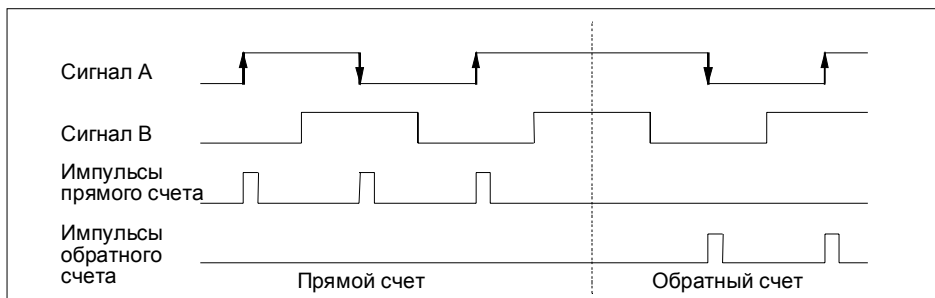 Сигнал A
Сигнал B
Импульсы
прямого счета
Импульсы
обратного
счета
Прямой счет
Обратный счет